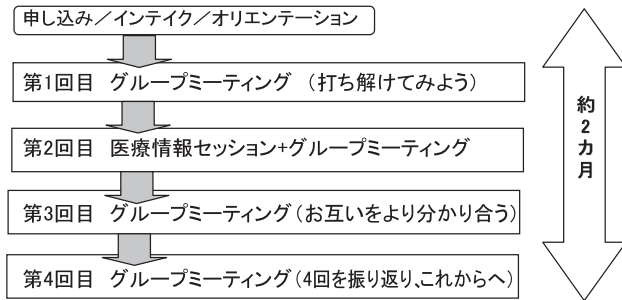 申し込み／インテイク／オリエンテーション
第1回目 グループミーティング （打ち解けてみよう）
第2回目 医療情報セッション+グループミーティング
第3回目 グループミーティング（お互いをより分かり合う）
第4回目 グループミーティング（4回を振り返り、これからへ）
約2カ月